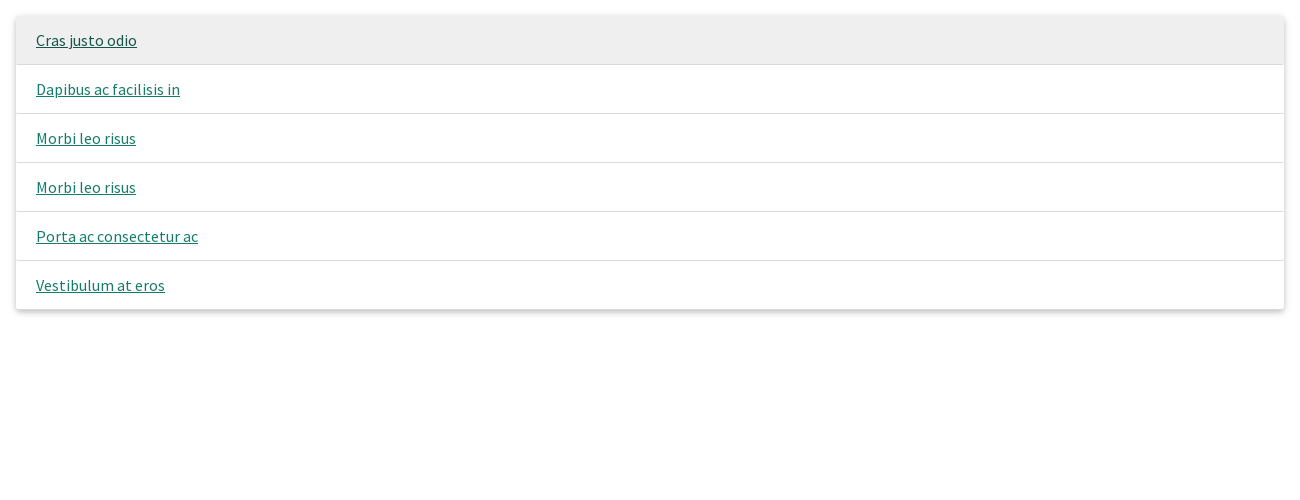 Cras justo odio
Dapibus ac facilisis in
Morbi leo risus
Morbi leo risus
Porta ac consectetur ac
Vestibulum at eros